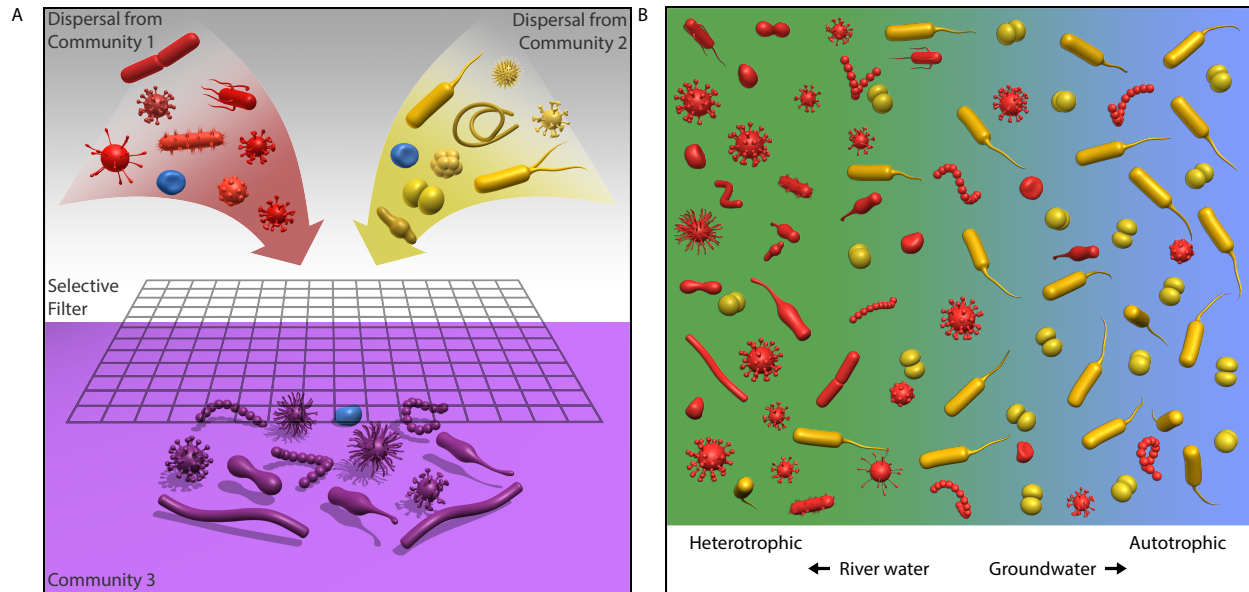 A
Dispersal from
Community 1
Dispersal from
Community 2
Selective
Filter
Community 3
B
Heterotrophic
Autotrophic
← River water
Groundwater →